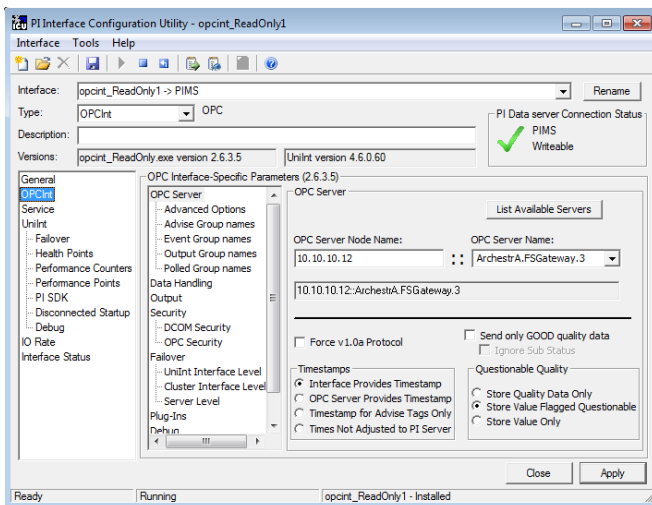 PI Interface Configuration Utility - opcint_ReadOnly1
Interface Tools Help
Interface: opcint_ReadOnly1 -> PIMS Rename
Type: OPCInt OPC
PI Data server Connection Status
PIMS
Writeable
Description:
Versions: opcint_ReadOnly.exe version 2.6.3.5 UniInt version 4.6.0.60
General
OPCInt
Service
UniInt
Failover
Health Points
Perfomance Counters
Performance Points
PI SDK
Disconnected Startup
Debug
IO Rate
Interface Status
OPC Interface-Specific Parameters (2.6.3.5)
OPC Server
Advanced Options
Advise Group names
Event Group names
Output Group names
Polled Group names
Data Handling
Output
Security
DCOM Security
OPC Security
Failover
UniInt Interface Level
Cluster Interface Level
Server Level
Plug-Ins
Debug
OPC Server
List Available Servers
OPC Server Node Name: OPC Server Name:
10.10.10.12 :: ArchestrA.FSGateway.3
10.10.10.12::ArchestrA.FSGateway.3
Force v1.0a Protocol
Send only GOOD quality data
Ignore Sub Status
Timestamps
Interface Provides Timestamp
OPC Server Provides Timestamp
Timestamp for Advise Tags Only
Times Not Adjusted to PI Server
Questionable Quality
Store Quality Data Only
Store Value Flagged Questionable
Store Value Only
Close Apply
Ready Running opcint_ReadOnly1 - Installed